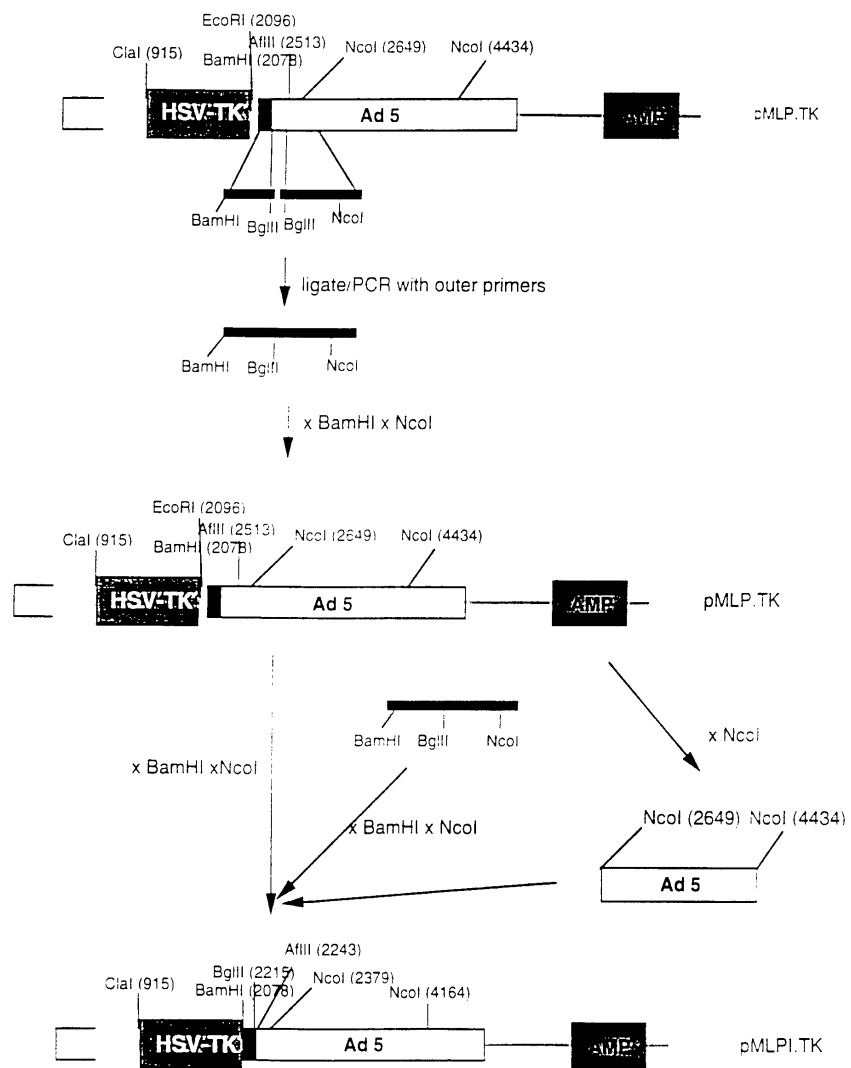 EcoRI (2096)
ClaI (915)
AflII (2513)
BamHI (2078)
NcoI (2649)
NcoI (4434)
HSV-TK
Ad 5
AMP
pMLP.TK
BamHI
BglII
BglII
NcoI
ligate/PCR with outer primers
BamHI
BglII
NcoI
x BamHI x NcoI
EcoRI (2096)
ClaI (915)
AflII (2513)
BamHI (2078)
NcoI (2649)
NcoI (4434)
HSV-TK
Ad 5
AMP
pMLP.TK
BamHI
BglII
NcoI
x NcoI
x BamHI xNcoI
x BamHI x NcoI
NcoI (2649) NcoI (4434)
Ad 5
AflII (2243)
BglII (2215)
ClaI (915)
BamHI (2078)
NcoI (2379)
NcoI (4164)
HSV-TK
Ad 5
AMP
pMLPI.TK